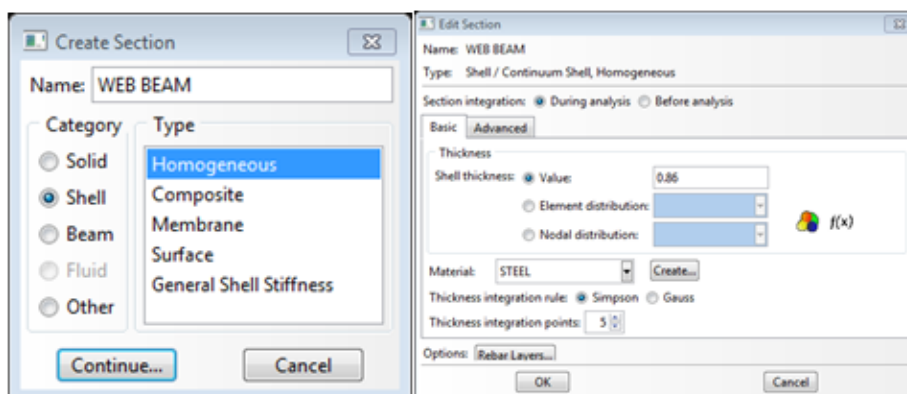 Create Section
Name: WEB BEAM
Category
Type
Solid
Shell
Beam
Fluid
Other
Homogeneous
Composite
Membrane
Surface
General Shell Stiffness
Continue...
Cancel
Edit Section
Name: WEB BEAM
Type: Shell / Continuum Shell, Homogeneous
Section integration: During analysis Before analysis
Basic Advanced
Thickness
Shell thickness: Value: 0.86
Element distribution:
Nodal distribution:
f(x)
Material: STEEL Create...
Thickness integration rule: Simpson Gauss
Thickness integration points: 5
Options: Rebar Layers...
OK Cancel